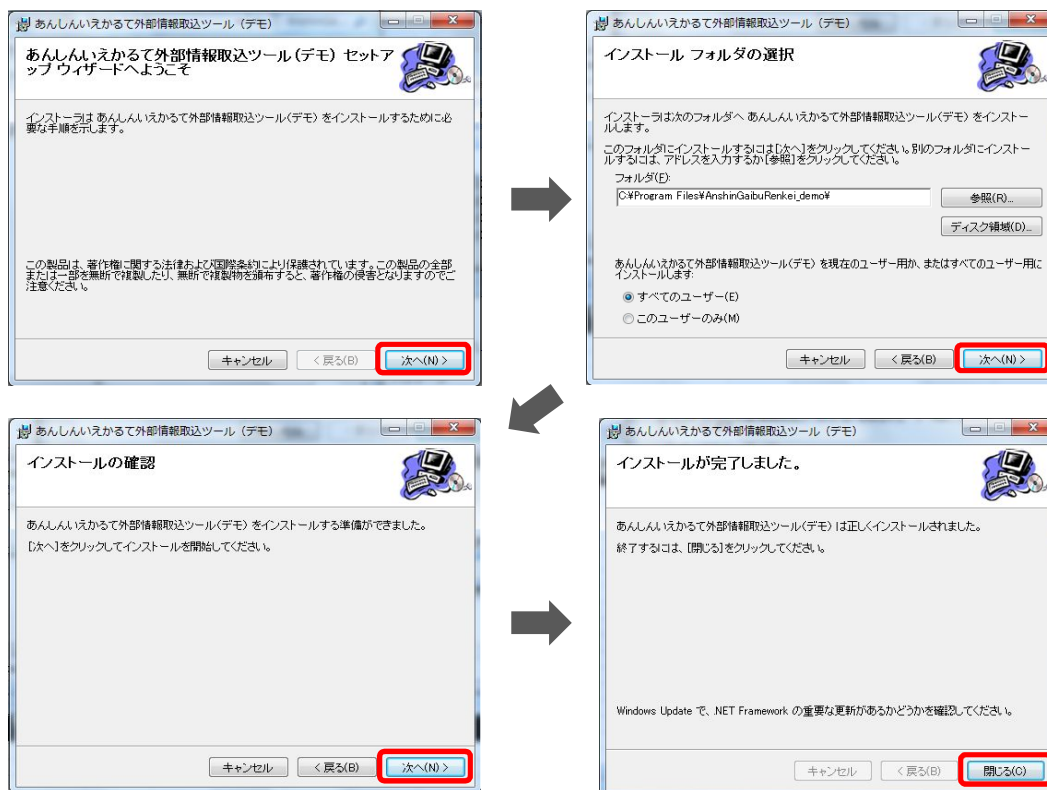 あんしんいえかるて外部情報取込ツール (デモ)
あんしんいえかるて外部情報取込ツール (デモ) セットア
ップ ウィザードへようこそ
インストーラは あんしんいえかるて外部情報取込ツール(デモ) をインストールするために必
要な手順を示します。
この製品は、著作権に関する法律および国際条約により保護されています。この製品の全部
または一部を無断で複製したり、無断で複製物を頒布すると、著作権の侵害となりますのでご
注意ください。
キャンセル
< 戻る(B)
次へ(N) >
あんしんいえかるて外部情報取込ツール (デモ)
インストール フォルダの選択
インストーラは次のフォルダへ あんしんいえかるて外部情報取込ツール(デモ) をインストー
ルします。
このフォルダにインストールするには[次へ]をクリックしてください。別のフォルダにインストー
ルするには、アドレスを入力するか[参照]をクリックしてください。
フォルダ(F):
C:¥Program Files¥AnshinGaibuRenkei_demo¥
参照(R)...
ディスク領域(D)...
あんしんいえかるて外部情報取込ツール(デモ) を現在のユーザー用か、またはすべてのユーザー用に
インストールします:
すべてのユーザー(E)
このユーザーのみ(M)
キャンセル
< 戻る(B)
次へ(N) >
あんしんいえかるて外部情報取込ツール (デモ)
インストールの確認
あんしんいえかるて外部情報取込ツール(デモ) をインストールする準備ができました。
[次へ]をクリックしてインストールを開始してください。
キャンセル
< 戻る(B)
次へ(N) >
あんしんいえかるて外部情報取込ツール (デモ)
インストールが完了しました。
あんしんいえかるて外部情報取込ツール(デモ) は正しくインストールされました。
終了するには、[閉じる]をクリックしてください。
Windows Update で、.NET Framework の重要な更新があるかどうかを確認してください。
キャンセル
< 戻る(B)
閉じる(C)